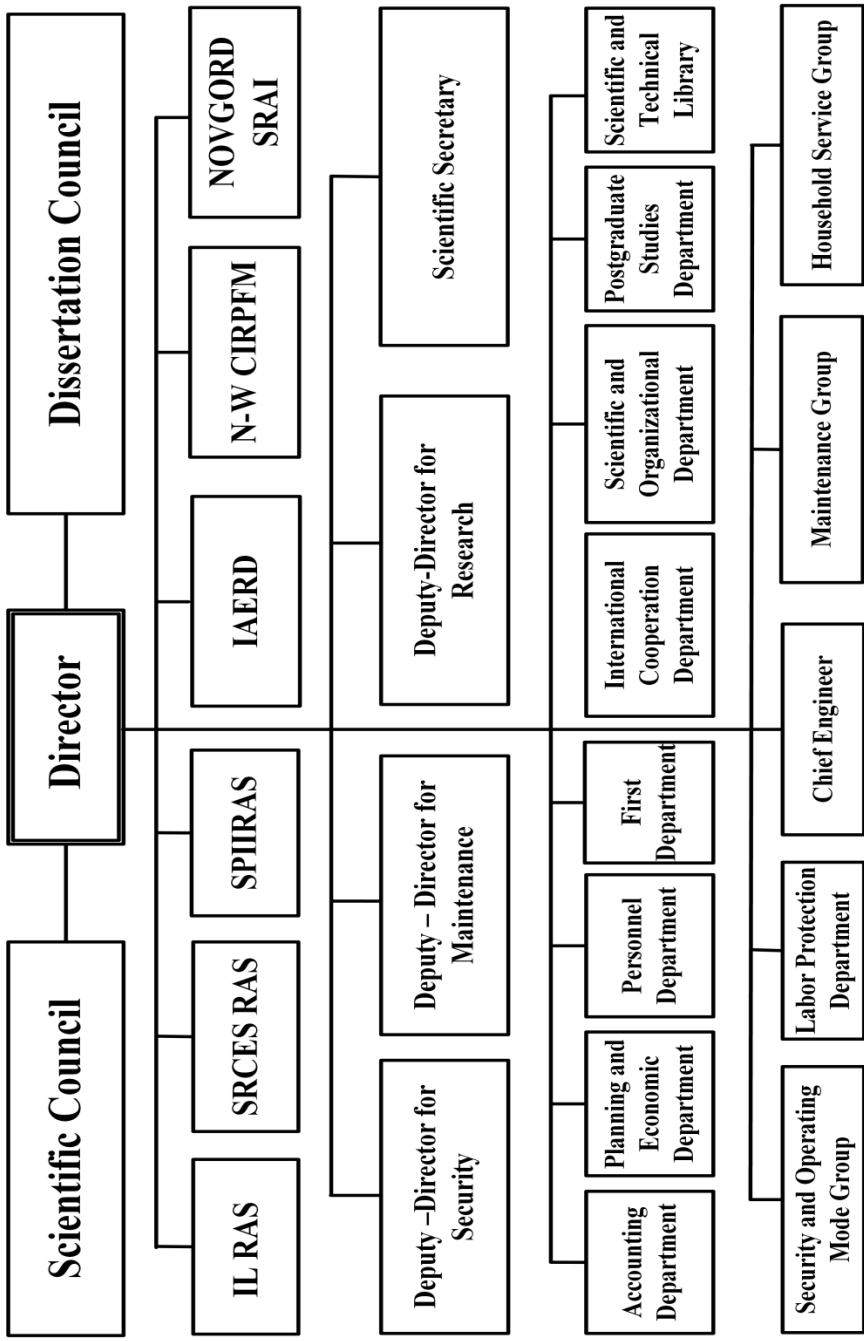 Scientific Council
Director
Dissertation Council
IL RAS
SRCES RAS
SPIIRAS
IAERD
N-W CIRPFM
NOVGORD
SRAI
Deputy –Director for
Security
Deputy – Director for
Maintenance
Deputy-Director for
Research
Scientific Secretary
Accounting
Department
Planning and
Economic
Department
Personnel
Department
First
Department
International
Cooperation
Department
Scientific and
Organizational
Department
Postgraduate
Studies
Department
Scientific and
Technical
Library
Security and Operating
Mode Group
Labor Protection
Department
Chief Engineer
Maintenance Group
Household Service Group